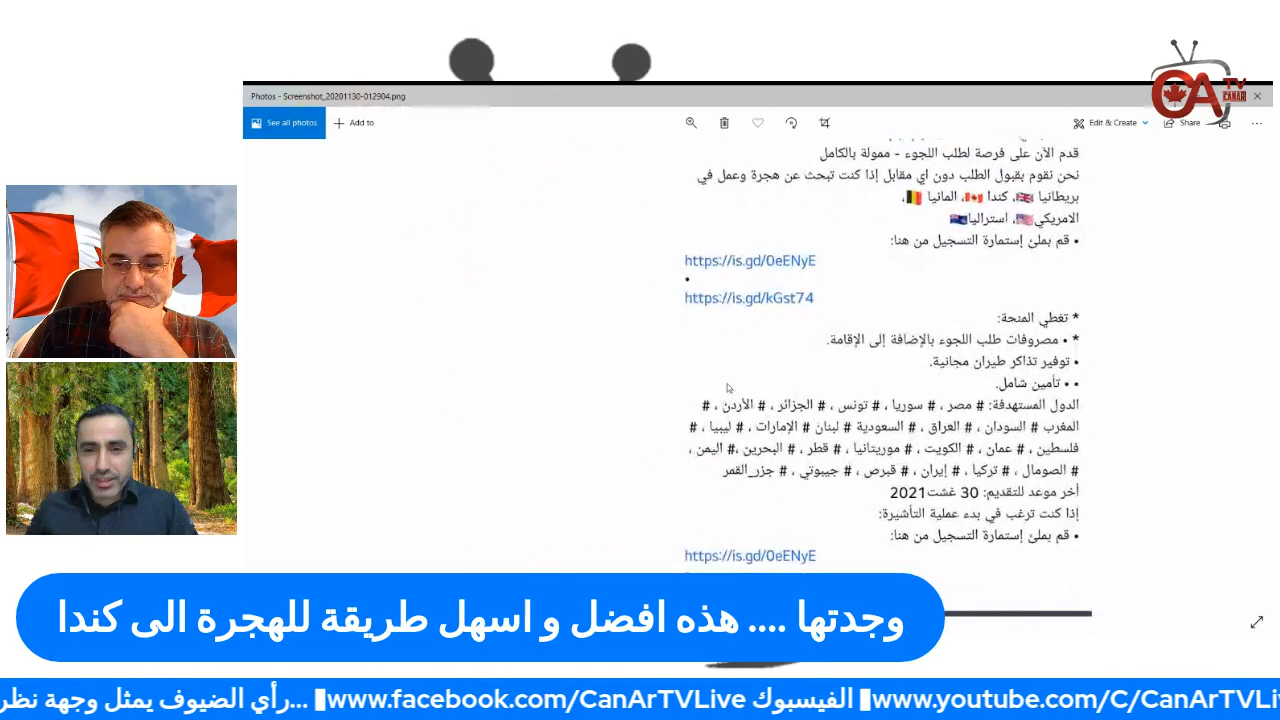 TV
CANARI
CA
Photos - Screenshot_20201130-012904.png
See all photos
Add to
Edit & Create
Share
قدم الآن على فرصة لطلب اللجوء - ممولة بالكامل
نحن نقوم بقبول الطلب دون اي مقابل إذا كنت تبحث عن هجرة وعمل في
بريطانيا 🇬🇧، كندا 🇨🇦، المانيا 🇧🇪،
الامريكي🇺🇸، استراليا🇦🇺
• قم بملئ إستمارة التسجيل من هنا:
https://is.gd/0eENyE
•
https://is.gd/kGst74
* تغطي المنحة:
* • مصروفات طلب اللجوء بالإضافة إلى الإقامة.
• توفير تذاكر طيران مجانية.
• • تأمين شامل.
الدول المستهدفة: # مصر ، # سوريا ، # تونس ، # الجزائر ، # الأردن ، #
المغرب # السودان ، # العراق ، # السعودية # لبنان # الإمارات ، # ليبيا ، #
فلسطين ، # عمان ، # الكويت ، # موريتانيا ، # قطر ، # البحرين ،# اليمن ،
# الصومال ، # تركيا ، # إيران ، # قبرص ، # جيبوتي ، # جزر_القمر
أخر موعد للتقديم: 30 غشت2021
إذا كنت ترغب في بدء عملية التأشيرة:
• قم بملئ إستمارة التسجيل من هنا:
https://is.gd/0eENyE
وجدتها .... هذه افضل و اسهل طريقة للهجرة الى كندا
www.youtube.com/C/CanArTVLi الفيسبوك www.facebook.com/CanArTVLive ...رأي الضيوف يمثل وجهة نظر